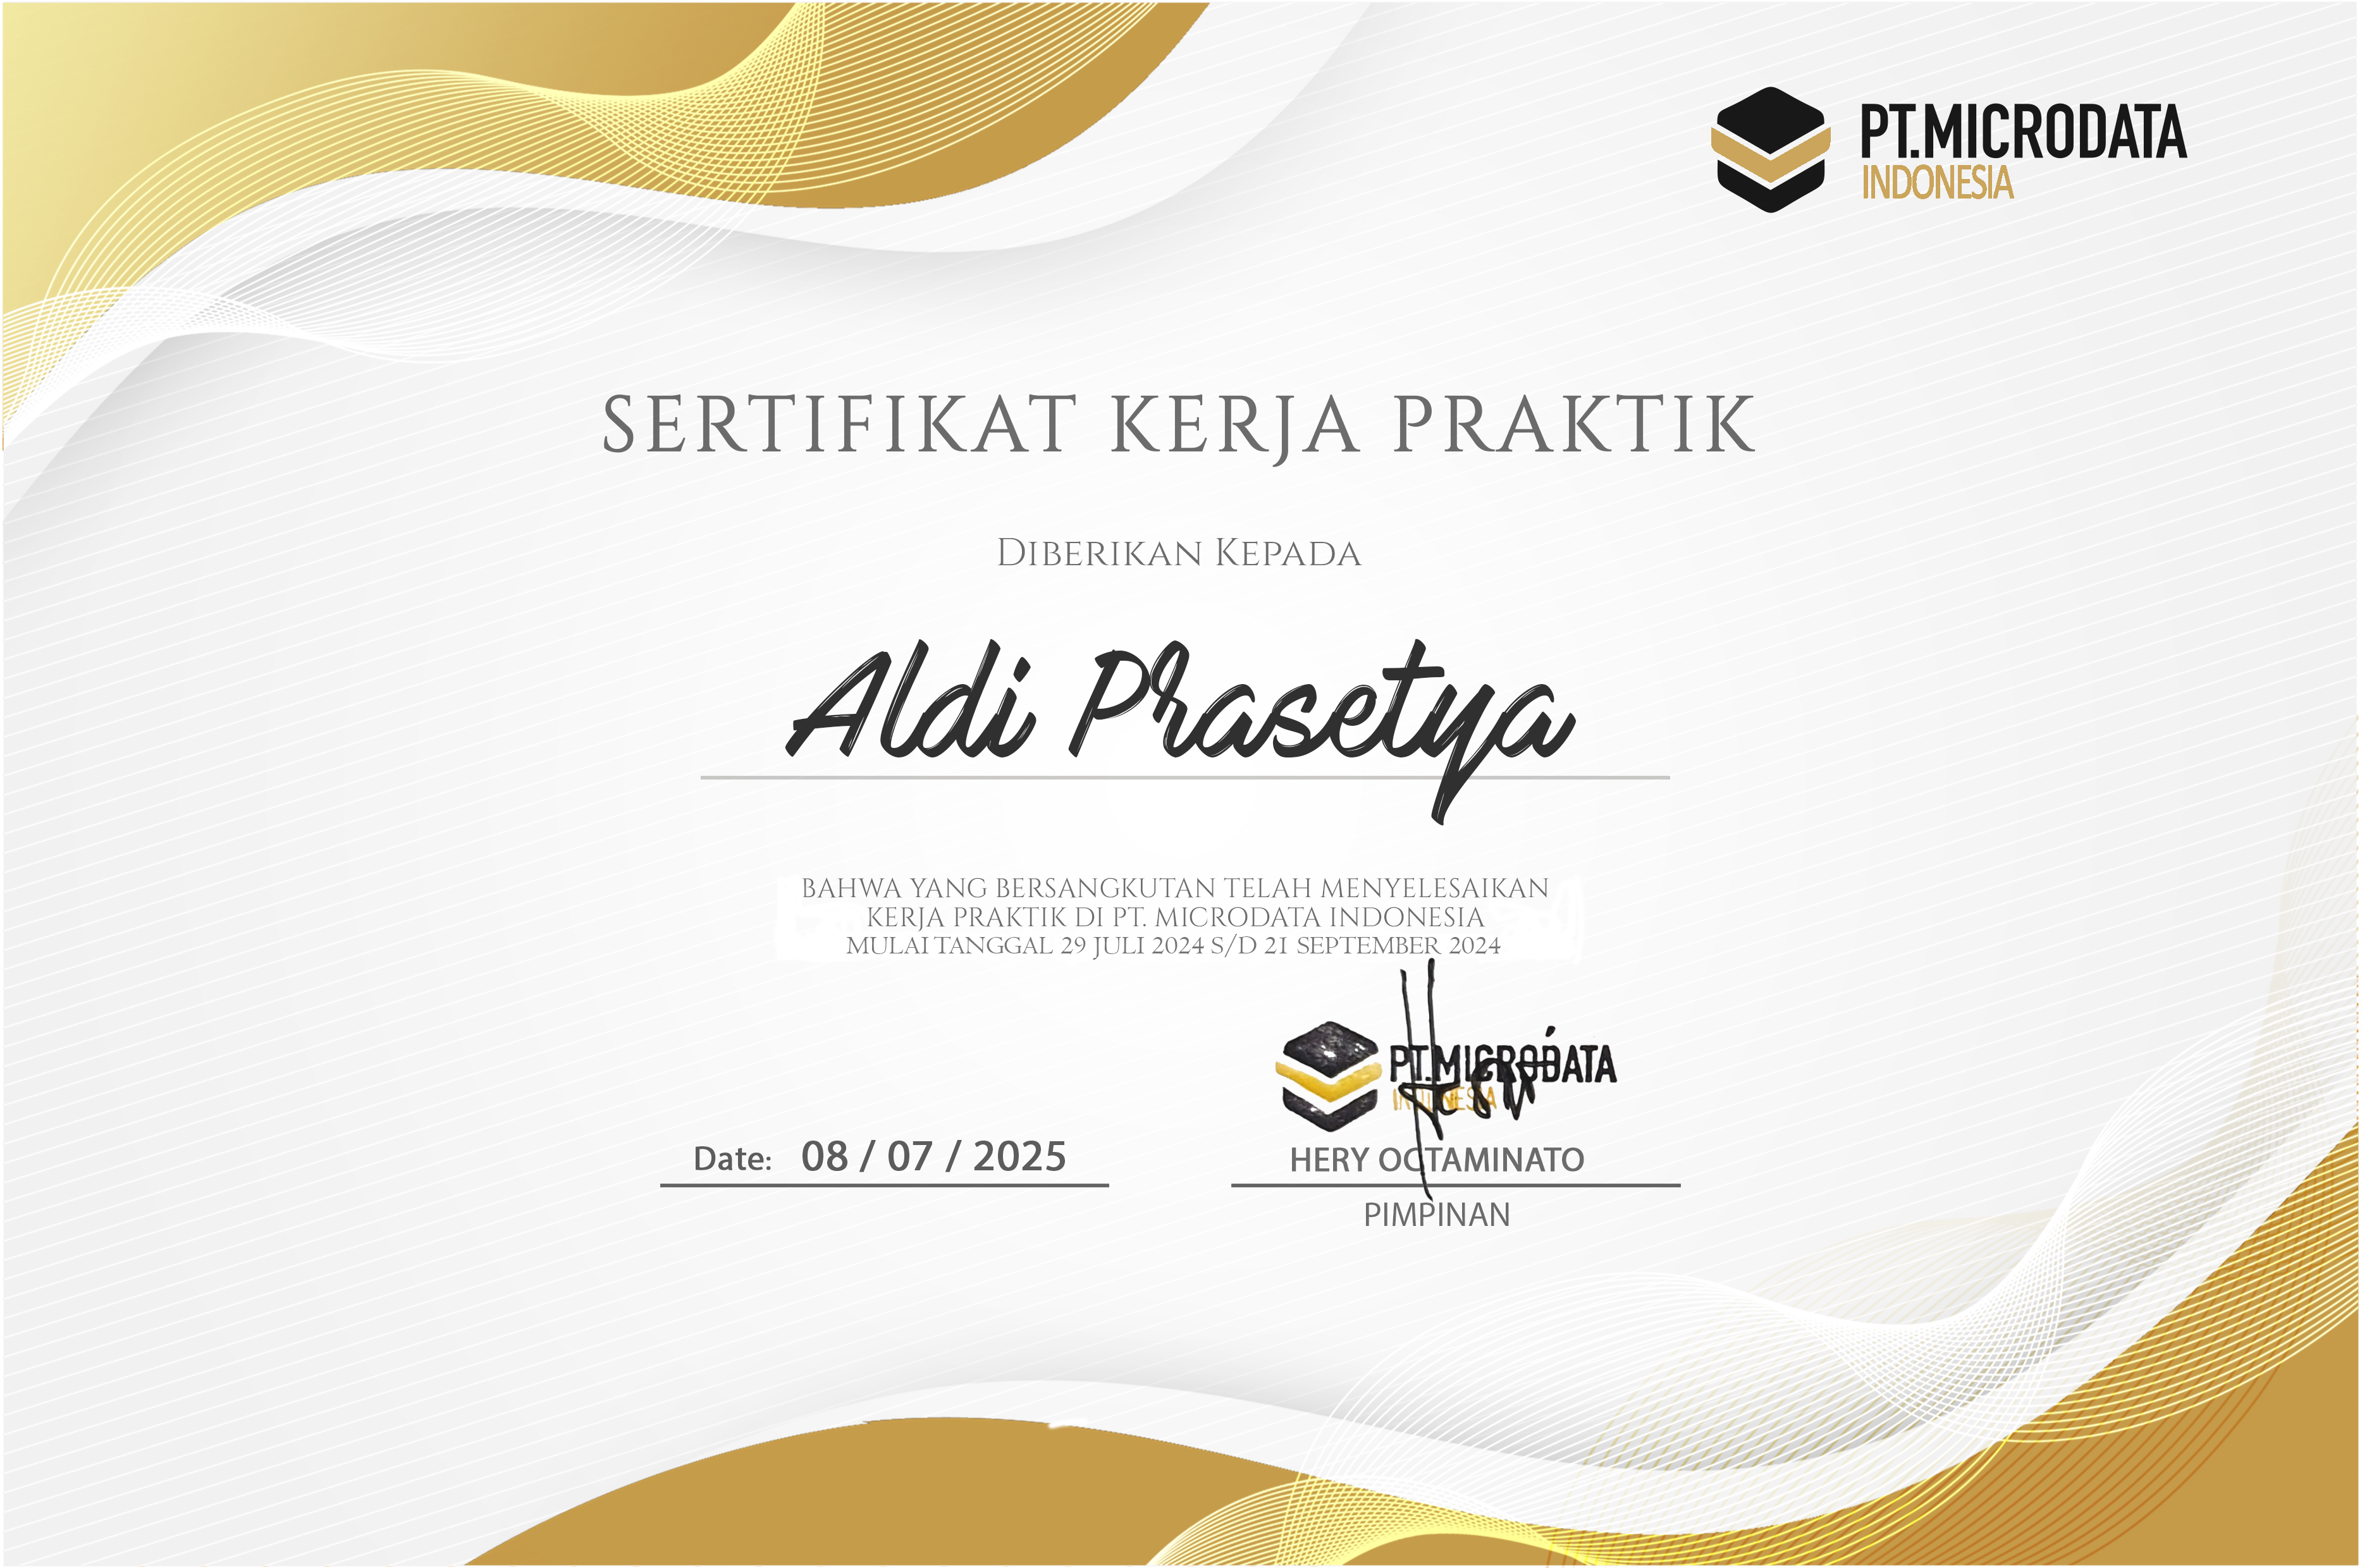 PT.MICRODATA
INDONESIA
SERTIFIKAT KERJA PRAKTIK
DIBERIKAN KEPADA
Aldi Prasetya
BAHWA YANG BERSANGKUTAN TELAH MENYELESAIKAN
KERJA PRAKTIK DI PT. MICRODATA INDONESIA
MULAI TANGGAL 29 JULI 2024 S/D 21 SEPTEMBER 2024
PT.MICRODATA
INDONESIA
Date: 08 / 07 / 2025
HERY OCTAMINATO
PIMPINAN